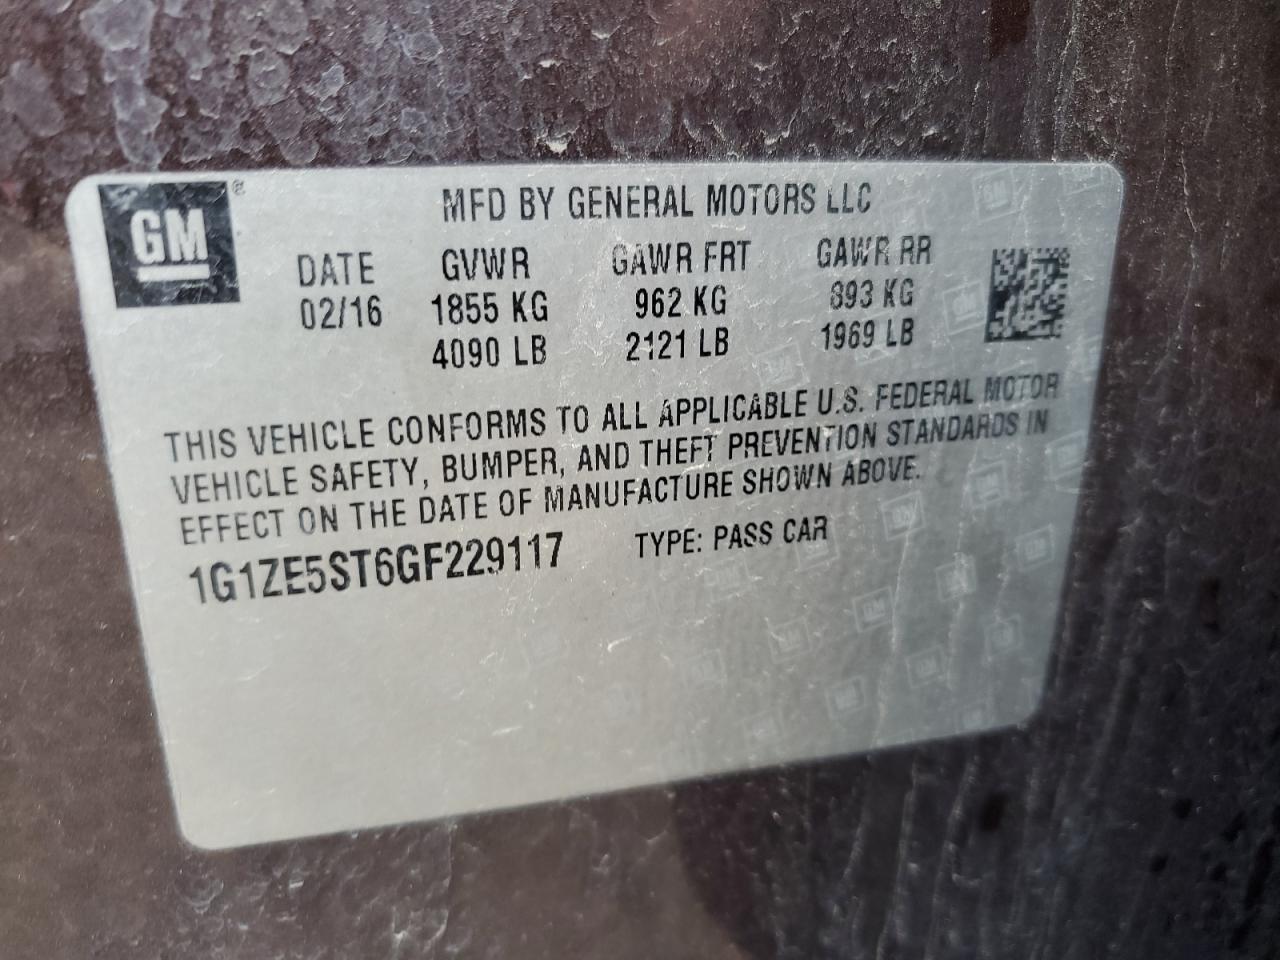 GM®
MFD BY GENERAL MOTORS LLC
DATE GVWR GAWR FRT GAWR RR
02/16 1855 KG 962 KG 893 KG
4090 LB 2121 LB 1969 LB
THIS VEHICLE CONFORMS TO ALL APPLICABLE U.S. FEDERAL MOTOR
VEHICLE SAFETY, BUMPER, AND THEFT PREVENTION STANDARDS IN
EFFECT ON THE DATE OF MANUFACTURE SHOWN ABOVE.
1G1ZE5ST6GF229117 TYPE: PASS CAR